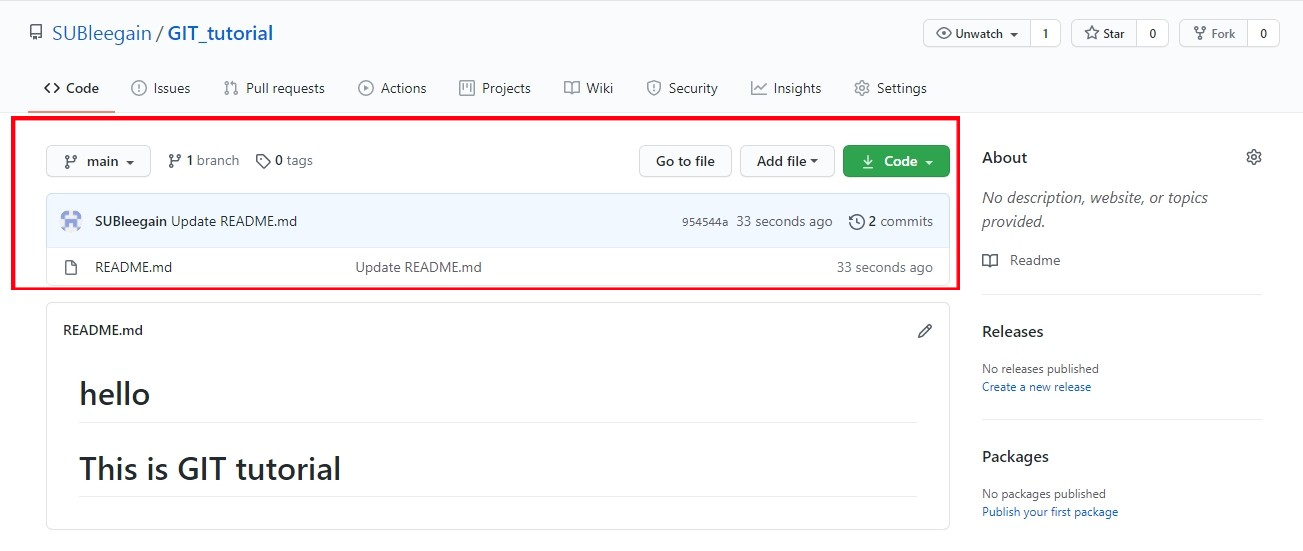 SUBleegain / GIT_tutorial
Unwatch 1 Star 0 Fork 0
Code Issues Pull requests Actions Projects Wiki Security Insights Settings
main 1 branch 0 tags Go to file Add file Code
SUBleegain Update README.md 954544a 33 seconds ago 2 commits
README.md Update README.md 33 seconds ago
README.md
hello
This is GIT tutorial
About
No description, website, or topics
provided.
Readme
Releases
No releases published
Create a new release
Packages
No packages published
Publish your first package